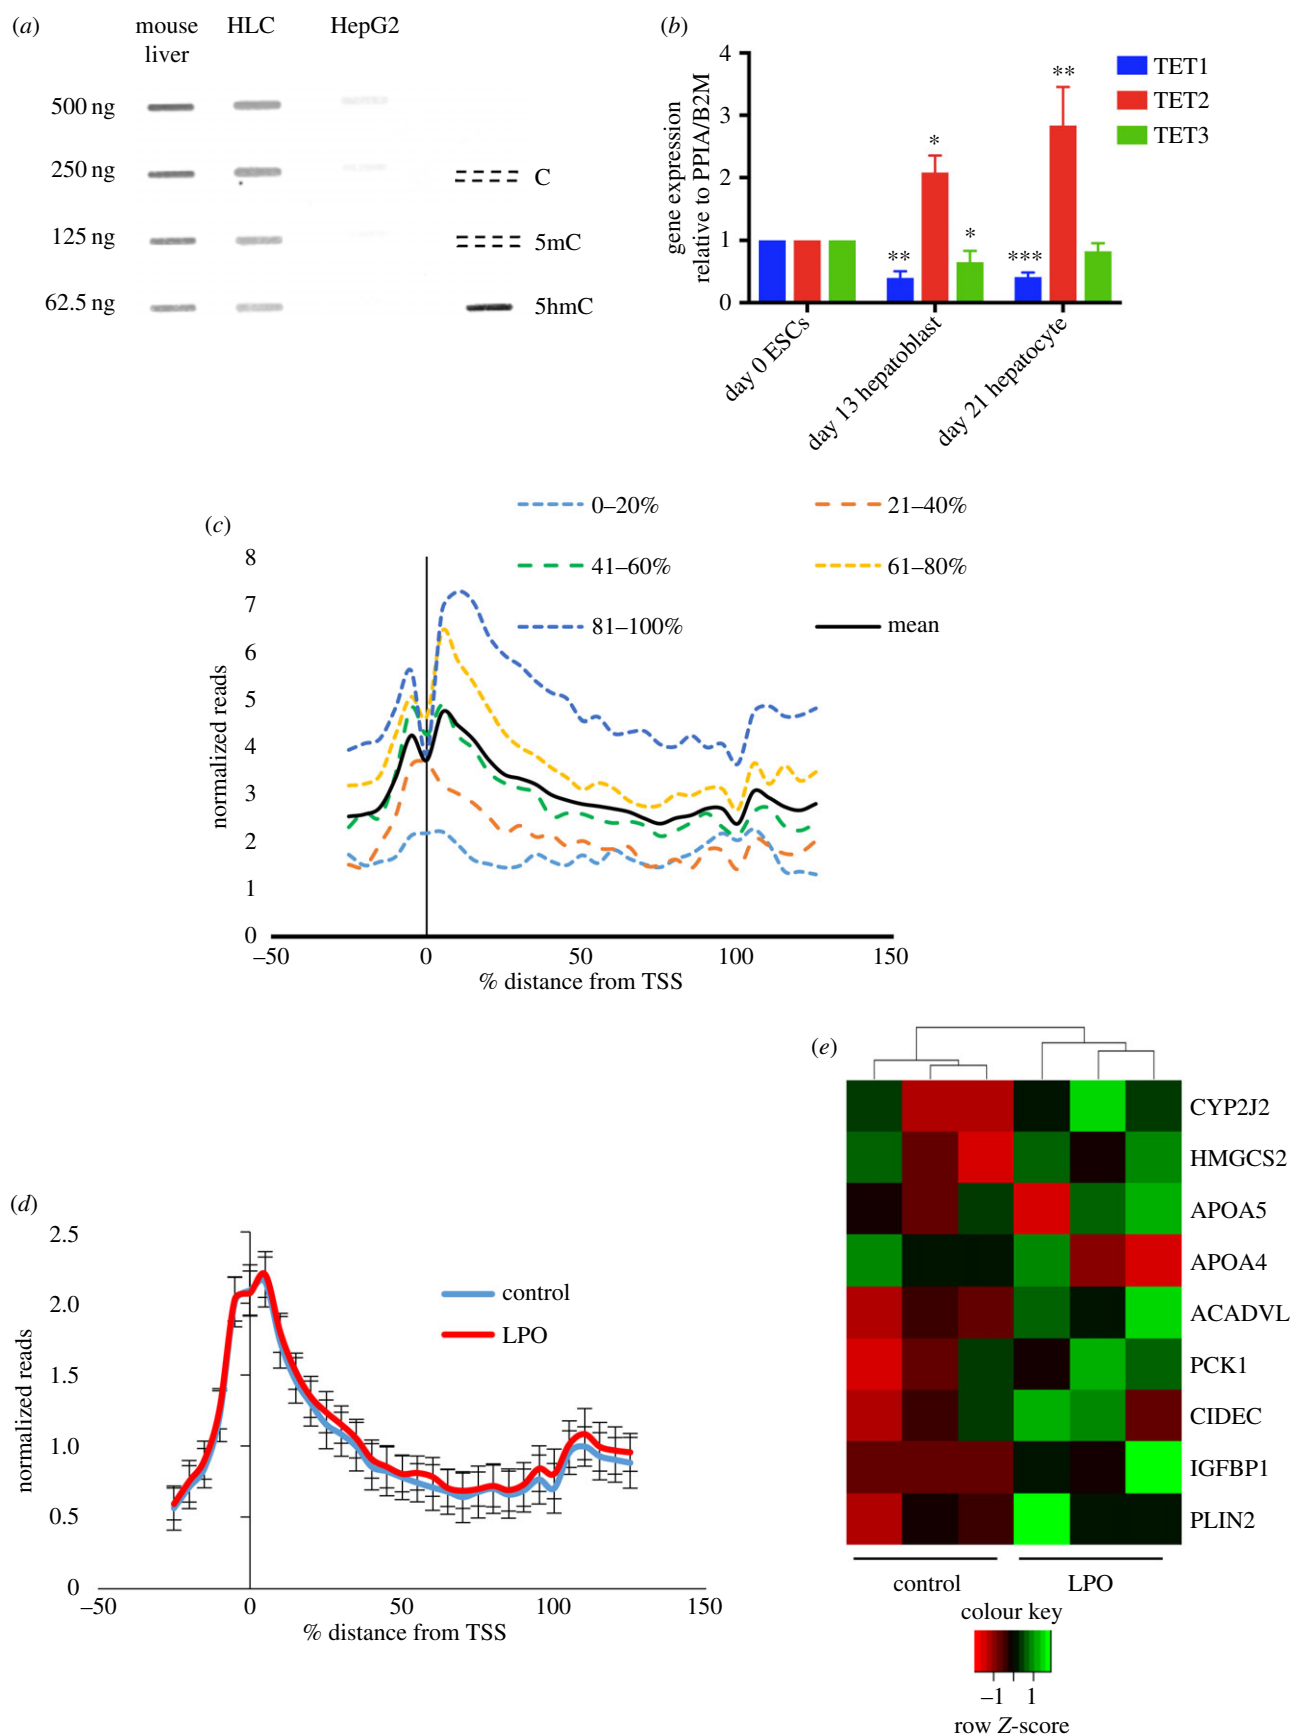 (a)
mouse liver
HLC
HepG2
500 ng
250 ng
125 ng
62.5 ng
C
5mC
5hmC
(b)
gene expression
relative to PPIA/B2M
4
3
2
1
0
** * * *** **
TET1
TET2
TET3
day 0 ESCs
day 13 hepatoblast
day 21 hepatocyte
(c)
0–20%
21–40%
41–60%
61–80%
81–100%
mean
normalized reads
8
7
6
5
4
3
2
1
0
–50 0 50 100 150
% distance from TSS
(d)
normalized reads
2.5
2.0
1.5
1.0
0.5
0
control
LPO
–50 0 50 100 150
% distance from TSS
(e)
CYP2J2
HMGCS2
APOA5
APOA4
ACADVL
PCK1
CIDEC
IGFBP1
PLIN2
control LPO
colour key
–1 1
row Z-score